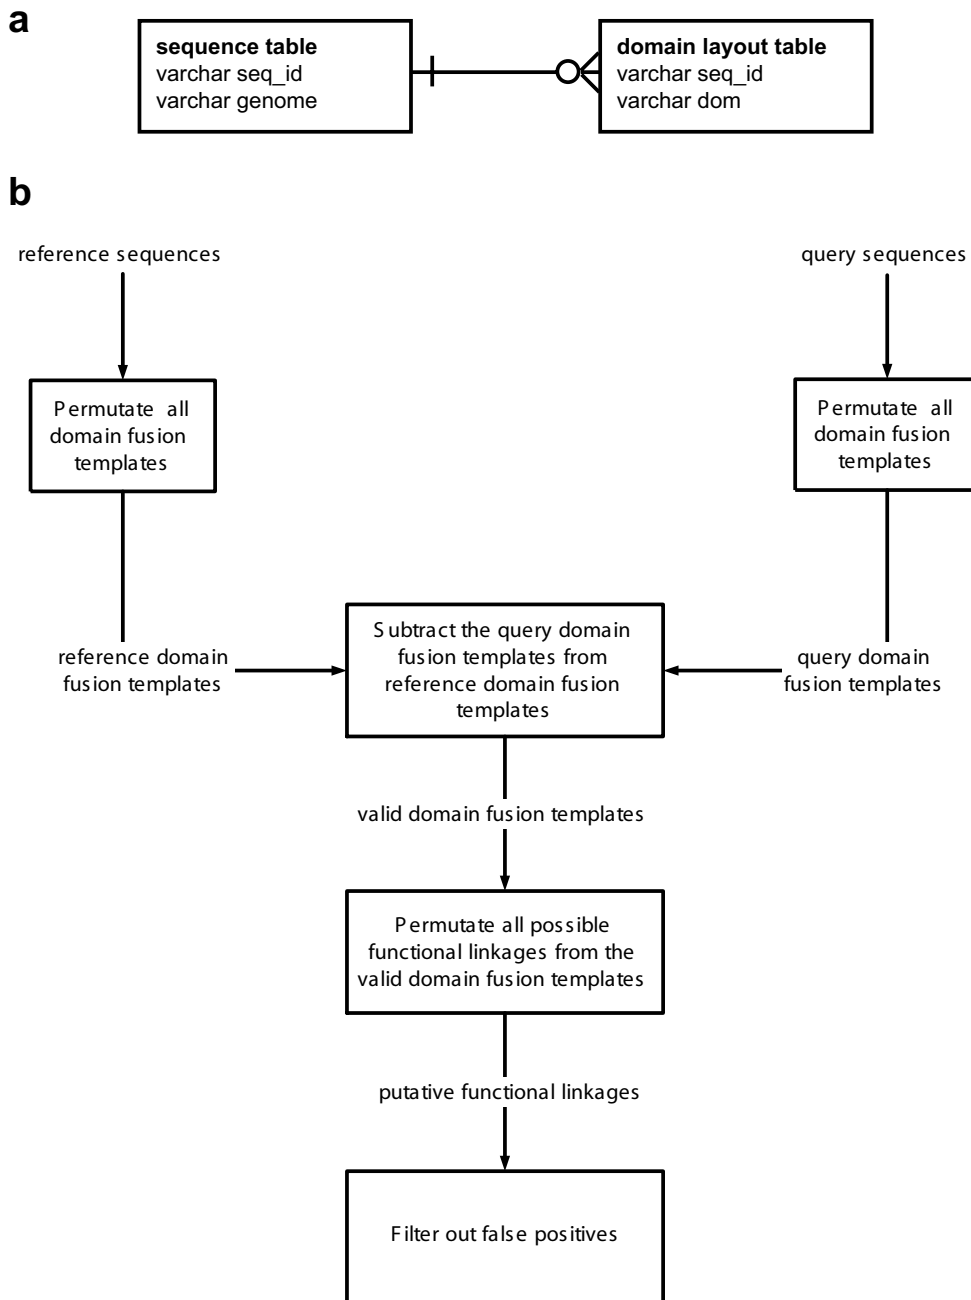 a
sequence table
varchar seq_id
varchar genome
domain layout table
varchar seq_id
varchar dom
b
reference sequences
query sequences
Permutate all
domain fusion
templates
Permutate all
domain fusion
templates
reference domain
fusion templates
Subtract the query domain
fusion templates from
reference domain fusion
templates
query domain
fusion templates
valid domain fusion templates
Permutate all possible
functional linkages from the
valid domain fusion templates
putative functional linkages
Filter out false positives